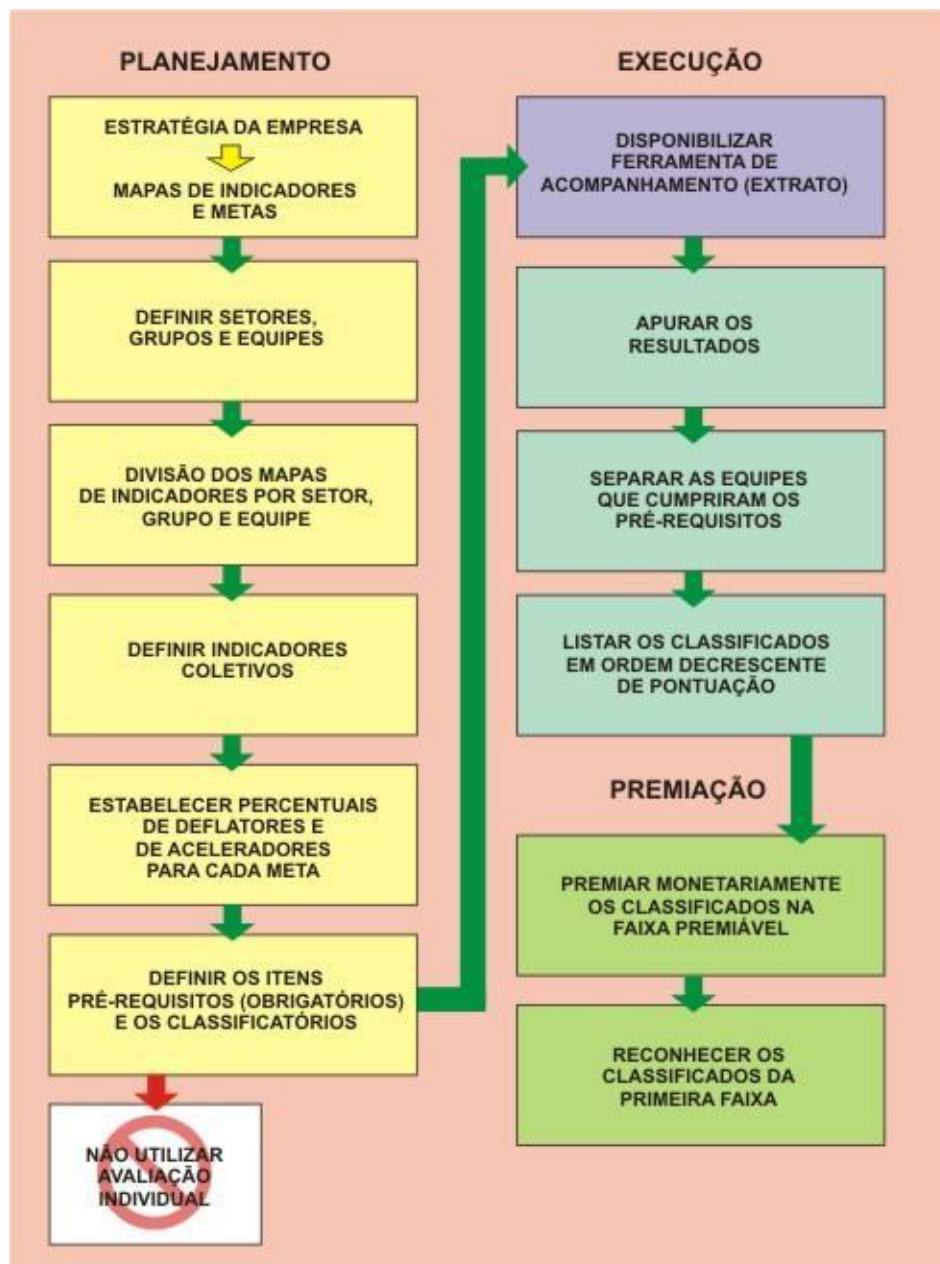 PLANEJAMENTO
ESTRATÉGIA DA EMPRESA
MAPAS DE INDICADORES
E METAS
DEFINIR SETORES,
GRUPOS E EQUIPES
DIVISÃO DOS MAPAS
DE INDICADORES POR SETOR,
GRUPO E EQUIPE
DEFINIR INDICADORES
COLETIVOS
ESTABELECER PERCENTUAIS
DE DEFLATORES E
DE ACELERADORES
PARA CADA META
DEFINIR OS ITENS
PRÉ-REQUISITOS (OBRIGATÓRIOS)
E OS CLASSIFICATÓRIOS
NÃO UTILIZAR
AVALIAÇÃO
INDIVIDUAL
EXECUÇÃO
DISPONIBILIZAR
FERRAMENTA DE
ACOMPANHAMENTO (EXTRATO)
APURAR OS
RESULTADOS
SEPARAR AS EQUIPES
QUE CUMPRIRAM OS
PRÉ-REQUISITOS
LISTAR OS CLASSIFICADOS
EM ORDEM DECRESCENTE
DE PONTUAÇÃO
PREMIAÇÃO
PREMIAR MONETARIAMENTE
OS CLASSIFICADOS NA
FAIXA PREMIÁVEL
RECONHECER OS
CLASSIFICADOS DA
PRIMEIRA FAIXA